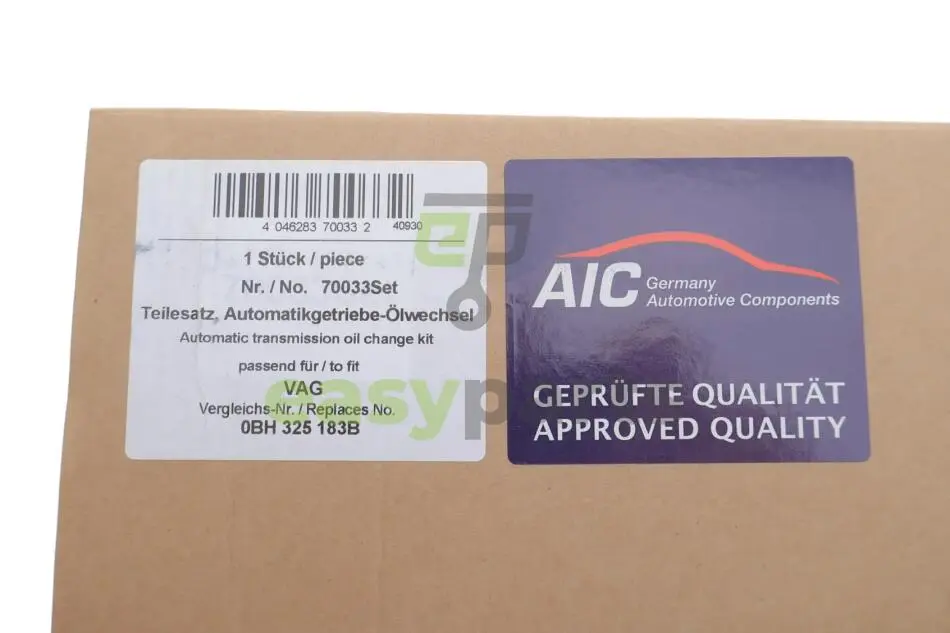 4 046283 70033 2 40930
1 Stück / piece
Nr. / No. 70033Set
Teilesatz, Automatikgetriebe-Ölwechsel
Automatic transmission oil change kit
passend für / to fit
VAG
Vergleichs-Nr. / Replaces No.
0BH 325 183B
AIC Germany
Automotive Components
GEPRÜFTE QUALITÄT
APPROVED QUALITY
ep
easyp